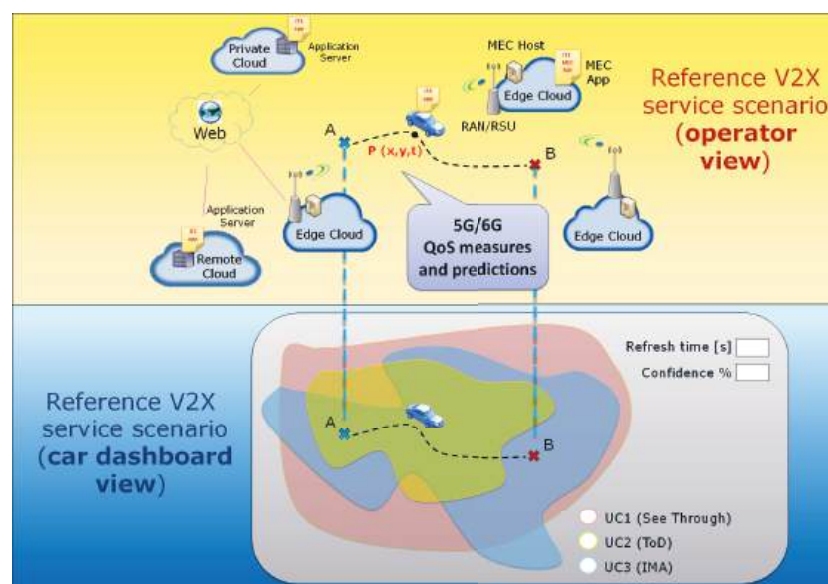 Private
Cloud
Application
Server
Web
Application
Server
Remote
Cloud
Edge Cloud
A
P (x,y,t)
B
MEC Host
MEC
App
Edge Cloud
RAN/RSU
Edge Cloud
5G/6G
QoS measures
and predictions
Reference V2X
service scenario
(operator
view)
Reference V2X
service scenario
(car dashboard
view)
A
B
Refresh time [s]
Confidence %
UC1 (See Through)
UC2 (ToD)
UC3 (IMA)